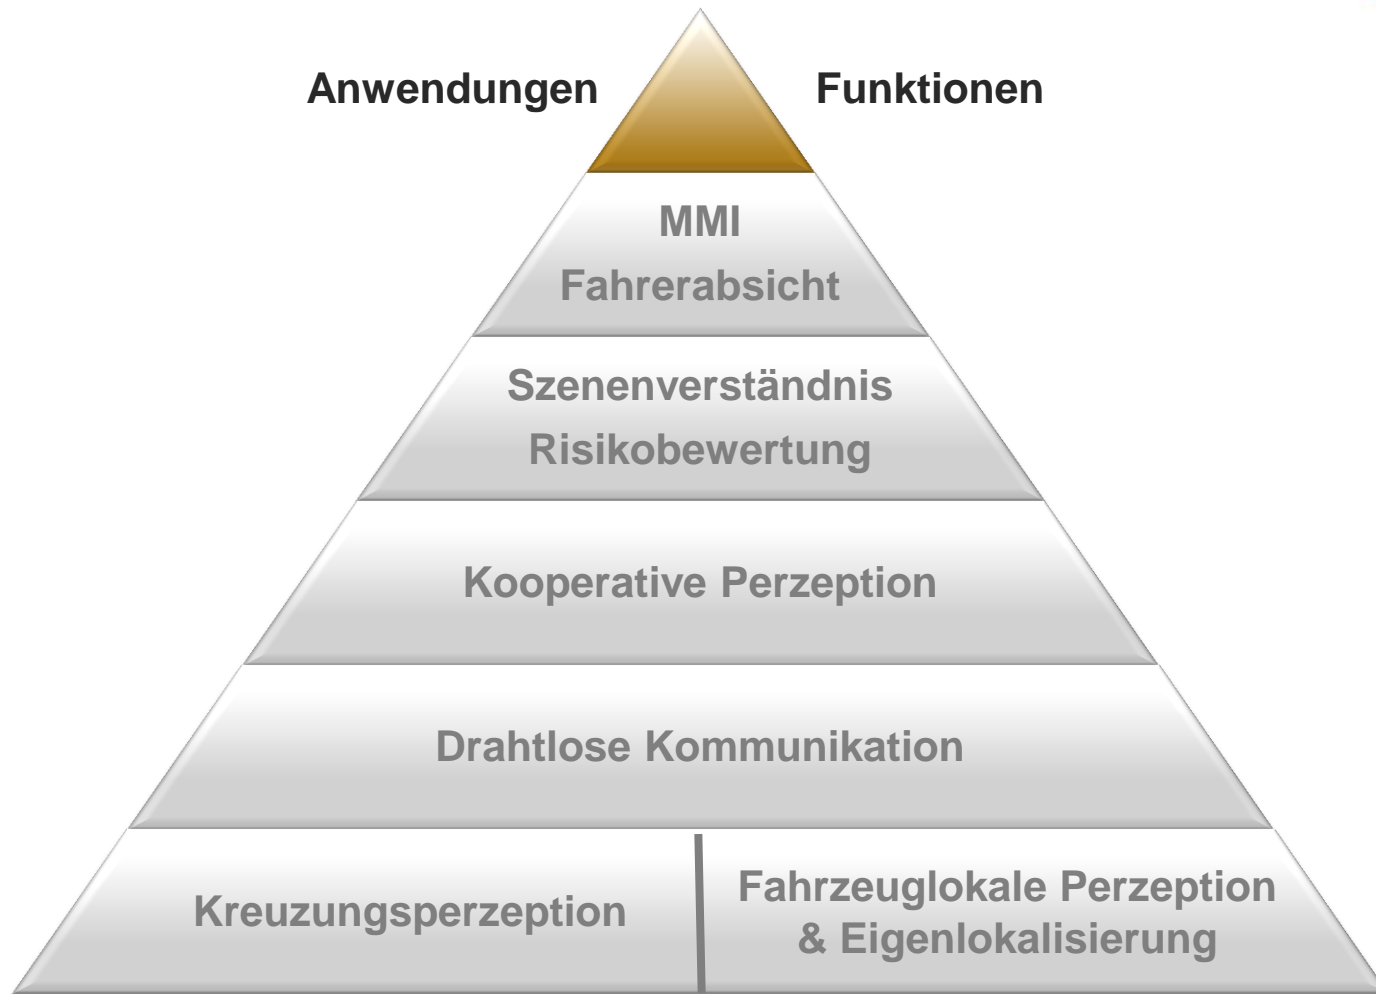 Anwendungen Funktionen
MMI
Fahrerabsicht
Szenenverständnis
Risikobewertung
Kooperative Perzeption
Drahtlose Kommunikation
Kreuzungsperzeption
Fahrzeuglokale Perzeption
& Eigenlokalisierung